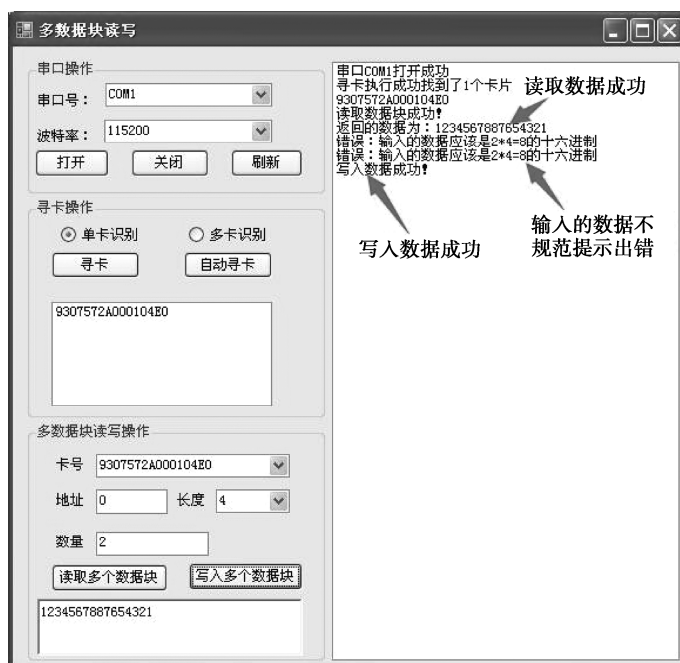 多数据块读写
串口操作
串口号： COM1
波特率： 115200
打开 关闭 刷新
寻卡操作
单卡识别 多卡识别
寻卡 自动寻卡
9307572A000104E0
多数据块读写操作
卡号 9307572A000104E0
地址 0 长度 4
数量 2
读取多个数据块 写入多个数据块
1234567887654321
串口COM1打开成功
寻卡执行成功找到了1个卡片
9307572A000104E0
读取数据块成功!
返回的数据为：1234567887654321
错误：输入的数据应该是2*4=8的十六进制
错误：输入的数据应该是2*4=8的十六进制
写入数据成功!
读取数据成功
写入数据成功
输入的数据不
规范提示出错